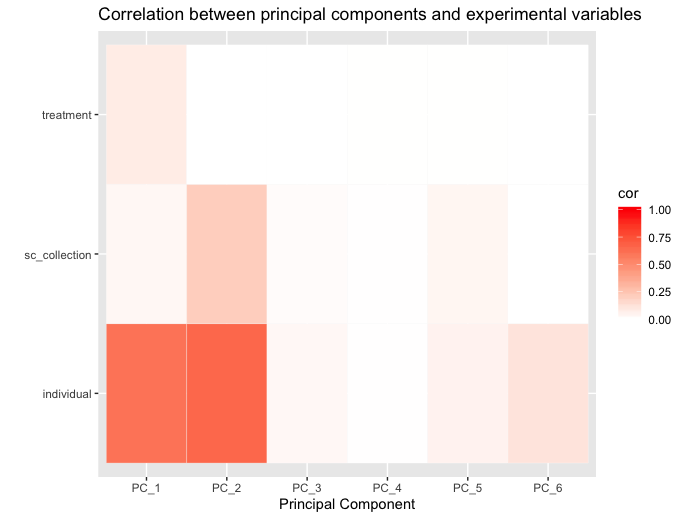 Correlation between principal components and experimental variables
treatment
sc_collection
individual
PC_1 PC_2 PC_3 PC_4 PC_5 PC_6
Principal Component
cor
1.00
0.75
0.50
0.25
0.00